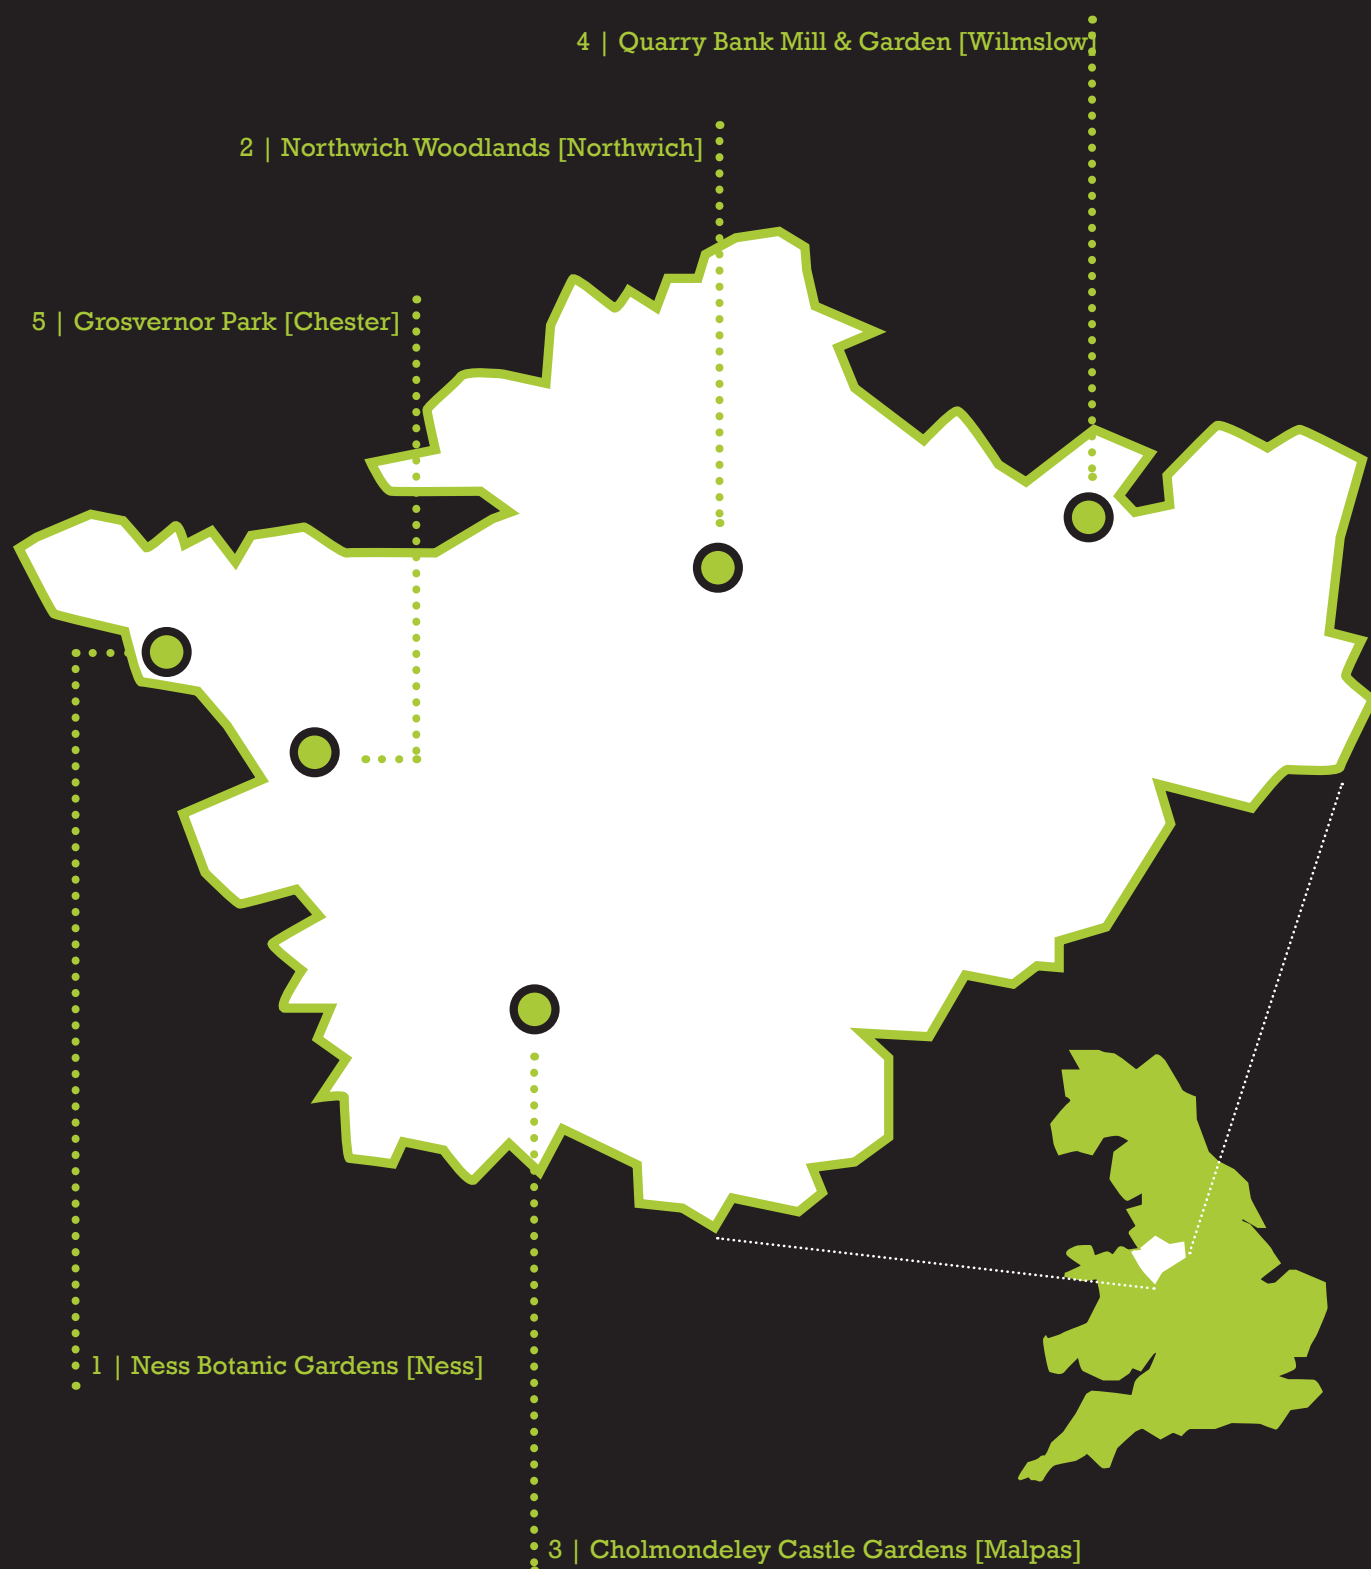 4 | Quarry Bank Mill & Garden [Wilmslow]
2 | Northwich Woodlands [Northwich]
5 | Grosvernor Park [Chester]
1 | Ness Botanic Gardens [Ness]
3 | Cholmondeley Castle Gardens [Malpas]